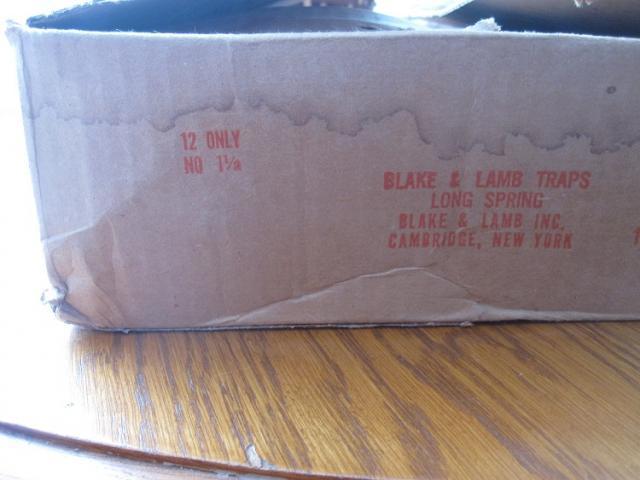 12 ONLY
NO 1½
BLAKE & LAMB TRAPS
LONG SPRING
BLAKE & LAMB INC.
CAMBRIDGE, NEW YORK